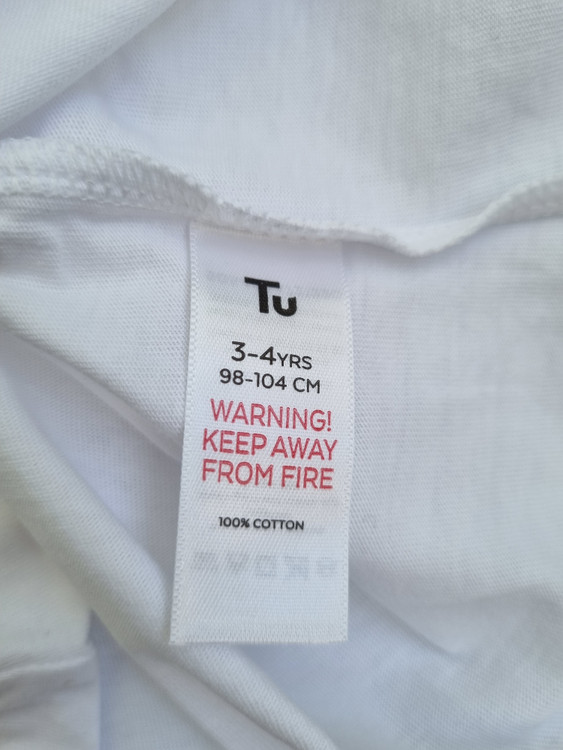 Tu
3-4YRS
98-104 CM
WARNING!
KEEP AWAY
FROM FIRE
100% COTTON